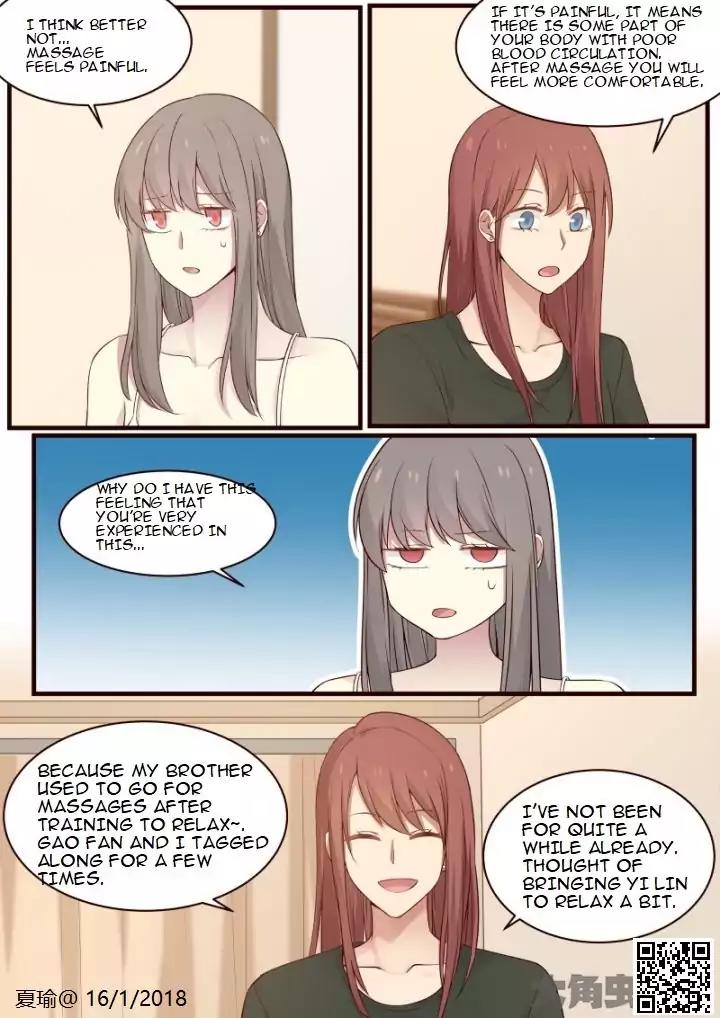 I THINK BETTER
NOT...
MASSAGE
FEELS PAINFUL.
IF IT'S PAINFUL, IT MEANS
THERE IS SOME PART OF
YOUR BODY WITH POOR
BLOOD CIRCULATION.
AFTER MASSAGE YOU WILL
FEEL MORE COMFORTABLE.
WHY DO I HAVE THIS
FEELING THAT
YOU'RE VERY
EXPERIENCED IN
THIS...
BECAUSE MY BROTHER
USED TO GO FOR
MASSAGES AFTER
TRAINING TO RELAX~.
GAO FAN AND I TAGGED
ALONG FOR A FEW
TIMES.
I'VE NOT BEEN
FOR QUITE A
WHILE ALREADY.
THOUGHT OF
BRINGING YI LIN
TO RELAX A BIT.
夏瑜@ 16/1/2018
角虫